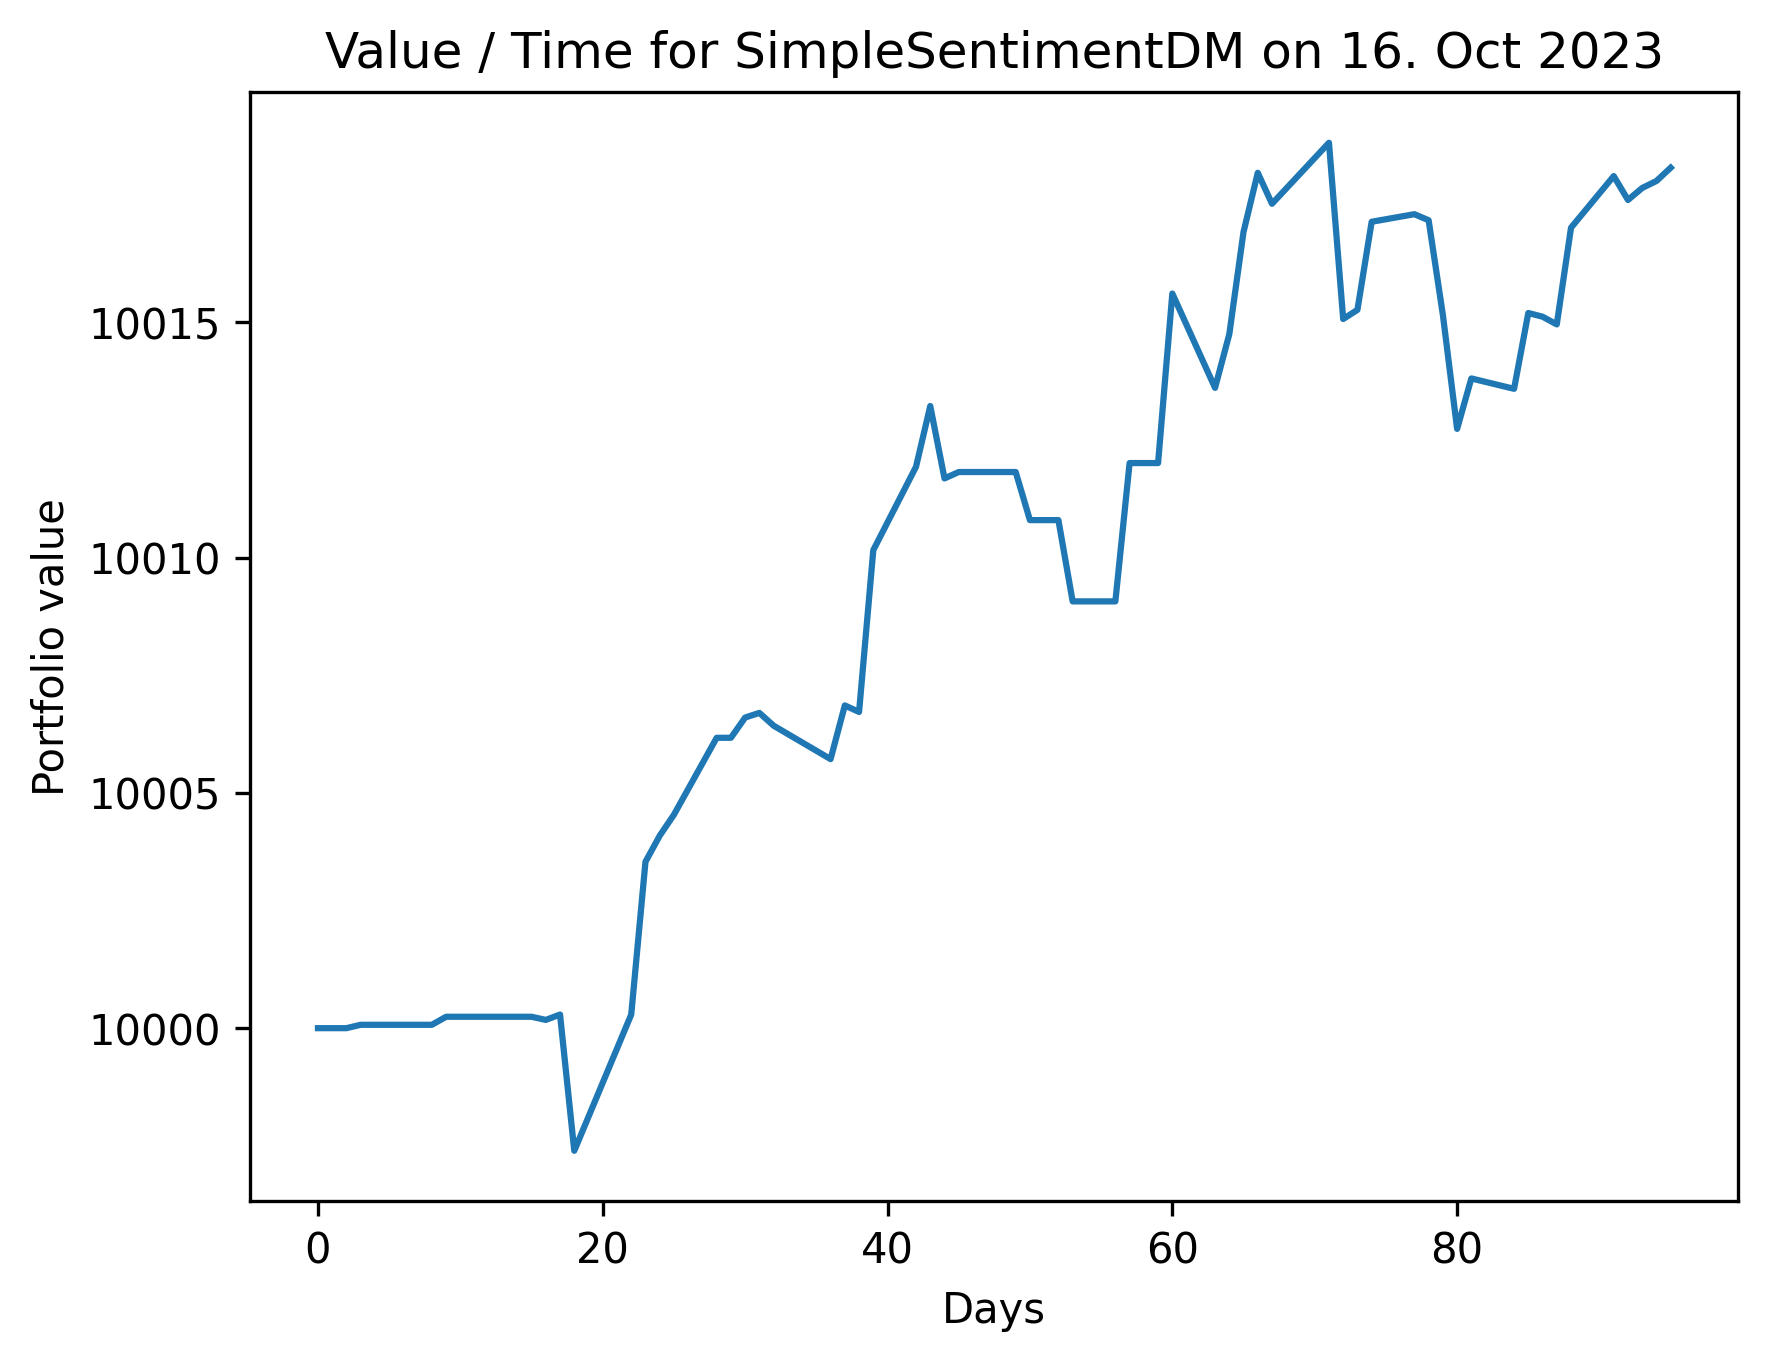 Value / Time for SimpleSentimentDM on 16. Oct 2023
Portfolio value
10015
10010
10005
10000
0 20 40 60 80
Days